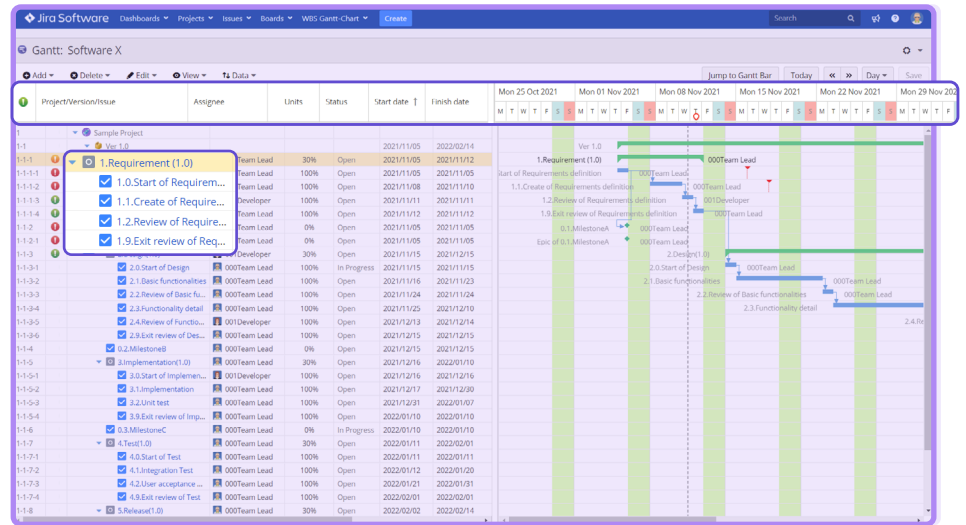 Jira Software Dashboards Projects Issues Boards WBS Gantt-Chart Create Search
Gantt: Software X
Add Delete Edit View Data Jump to Gantt Bar Today « » Day Save
Project/Version/Issue Assignee Units Status Start date ↑ Finish date
Mon 25 Oct 2021 Mon 01 Nov 2021 Mon 08 Nov 2021 Mon 15 Nov 2021 Mon 22 Nov 2021 Mon 29 Nov 202
M T W T F S S M T W T F S S M T W T F S S M T W T F S S M T W T F S S M T W T F
1 Sample Project
1-1 Ver 1.0 2021/11/05 2022/02/14 Ver 1.0
1-1-1 1.Requirement (1.0) Team Lead 30% Open 2021/11/05 2021/11/12 1.Requirement (1.0) 000Team Lead
1-1-1-1 1.0.Start of Requirem... Team Lead 100% Open 2021/11/05 2021/11/05 tart of Requirements definition 000Team Lead
1-1-1-2 1.1.Create of Require... Team Lead 100% Open 2021/11/08 2021/11/10 1.1.Create of Requirements definition 000Team Lead
1-1-1-3 1.2.Review of Require... Developer 100% Open 2021/11/11 2021/11/11 1.2.Review of Requirements definition 001Developer
1-1-1-4 1.9.Exit review of Req... Team Lead 100% Open 2021/11/12 2021/11/12 1.9.Exit review of Requirements definition 000Team Lead
1-1-2 Team Lead 0% Open 2021/11/05 2021/11/05 0.1.MilestoneA 000Team Lead
1-1-2-1 Team Lead 0% Open 2021/11/05 2021/11/05 Epic of 0.1.MilestoneA 000Team Lead
1-1-3 Developer 30% Open 2021/11/15 2021/12/15 2.Design(1.0)
1-1-3-1 2.0.Start of Design 000Team Lead 100% In Progress 2021/11/15 2021/11/15 2.0.Start of Design 000Team Lead
1-1-3-2 2.1.Basic functionalities 000Team Lead 100% Open 2021/11/16 2021/11/23 2.1.Basic functionalities 000Team Lead
1-1-3-3 2.2.Review of Basic fu... 000Team Lead 100% Open 2021/11/24 2021/11/24 2.2.Review of Basic functionalities 000Team Lead
1-1-3-4 2.3.Functionality detail 000Team Lead 100% Open 2021/11/25 2021/12/10 2.3.Functionality detail
1-1-3-5 2.4.Review of Functio... 001Developer 100% Open 2021/12/13 2021/12/14 2.4.Re
1-1-3-6 2.9.Exit review of Des... 000Team Lead 100% Open 2021/12/15 2021/12/15
1-1-4 0.2.MilestoneB 000Team Lead 0% Open 2021/12/15 2021/12/15
1-1-5 3.Implementation(1.0) 000Team Lead 30% Open 2021/12/16 2022/01/10
1-1-5-1 3.0.Start of Implemen... 001Developer 100% Open 2021/12/16 2021/12/16
1-1-5-2 3.1.Implementation 000Team Lead 100% Open 2021/12/17 2021/12/30
1-1-5-3 3.2.Unit test 000Team Lead 100% Open 2021/12/31 2022/01/07
1-1-5-4 3.9.Exit review of Imp... 000Team Lead 100% Open 2022/01/10 2022/01/10
1-1-6 0.3.MilestoneC 000Team Lead 0% In Progress 2022/01/10 2022/01/10
1-1-7 4.Test(1.0) 000Team Lead 30% Open 2022/01/11 2022/02/01
1-1-7-1 4.0.Start of Test 000Team Lead 100% Open 2022/01/11 2022/01/11
1-1-7-2 4.1.Integration Test 000Team Lead 100% Open 2022/01/12 2022/01/20
1-1-7-3 4.2.User acceptance ... 000Team Lead 100% Open 2022/01/21 2022/01/31
1-1-7-4 4.9.Exit review of Test 000Team Lead 100% Open 2022/02/01 2022/02/01
1-1-8 5.Release(1.0) 000Team Lead 30% Open 2022/02/02 2022/02/14